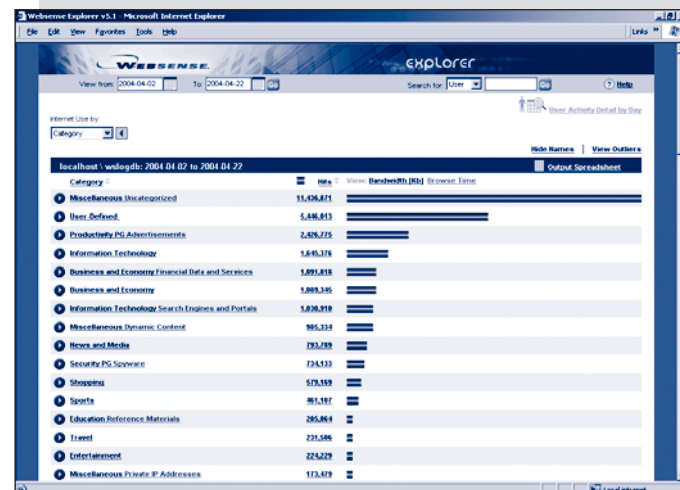 Websense Explorer v5.1 - Microsoft Internet Explorer
File Edit View Favorites Tools Help Links »
WEBSENSE. explorer
View from: 2004-04-02 To: 2004-04-22 Go Search for: User Go ? Help
User Activity Detail by Day
Internet Use by:
Category
Hide Names | View Outliers
localhost \ wslogdb: 2004-04-02 to 2004-04-22 Output Spreadsheet
Category Hits View: Bandwidth [Kb] Browse Time
Miscellaneous Uncategorized 11,436,871
User-Defined 5,446,013
Productivity PG Advertisements 2,426,775
Information Technology 1,645,376
Business and Economy Financial Data and Services 1,091,818
Business and Economy 1,089,346
Information Technology Search Engines and Portals 1,030,910
Miscellaneous Dynamic Content 985,334
News and Media 793,789
Security PG Spyware 734,133
Shopping 579,169
Sports 461,107
Education Reference Materials 285,064
Travel 231,506
Entertainment 224,229
Miscellaneous Private IP Addresses 173,479
Local intranet